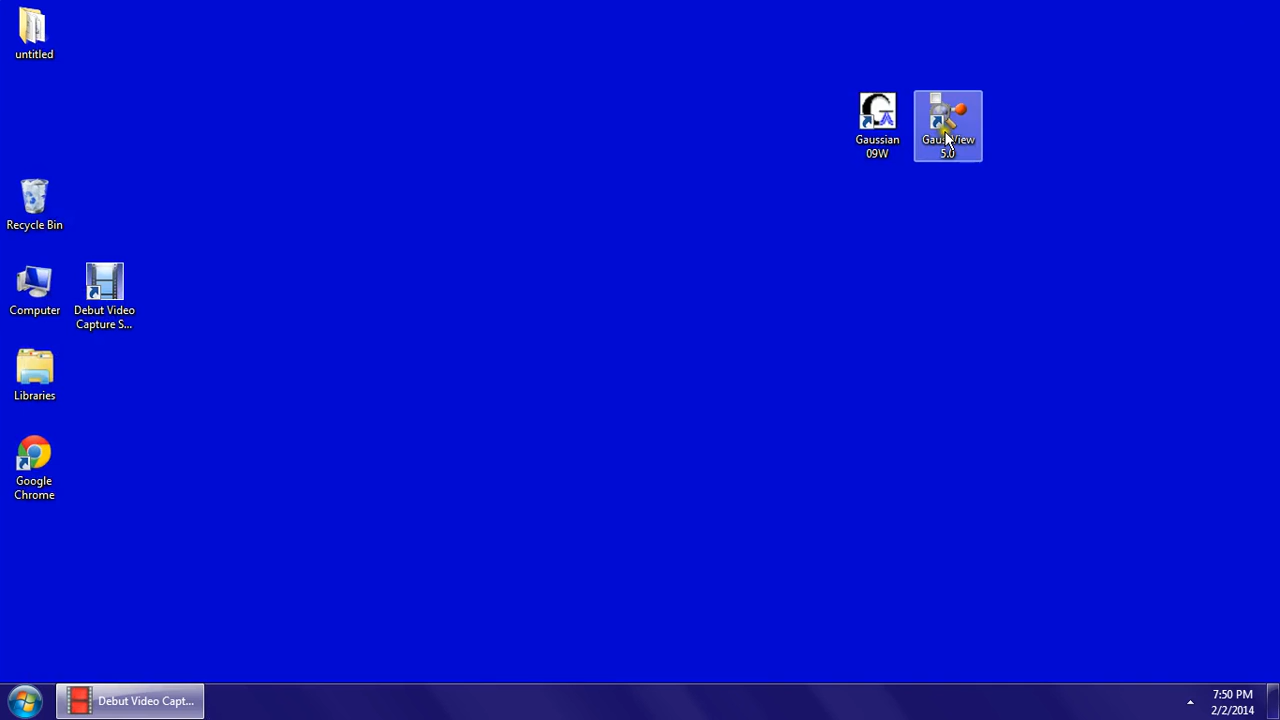 untitled
Gaussian
09W
GaussView
5.0
Recycle Bin
Computer
Debut Video
Capture S...
Libraries
Google
Chrome
Debut Video Capt...
7:50 PM
2/2/2014